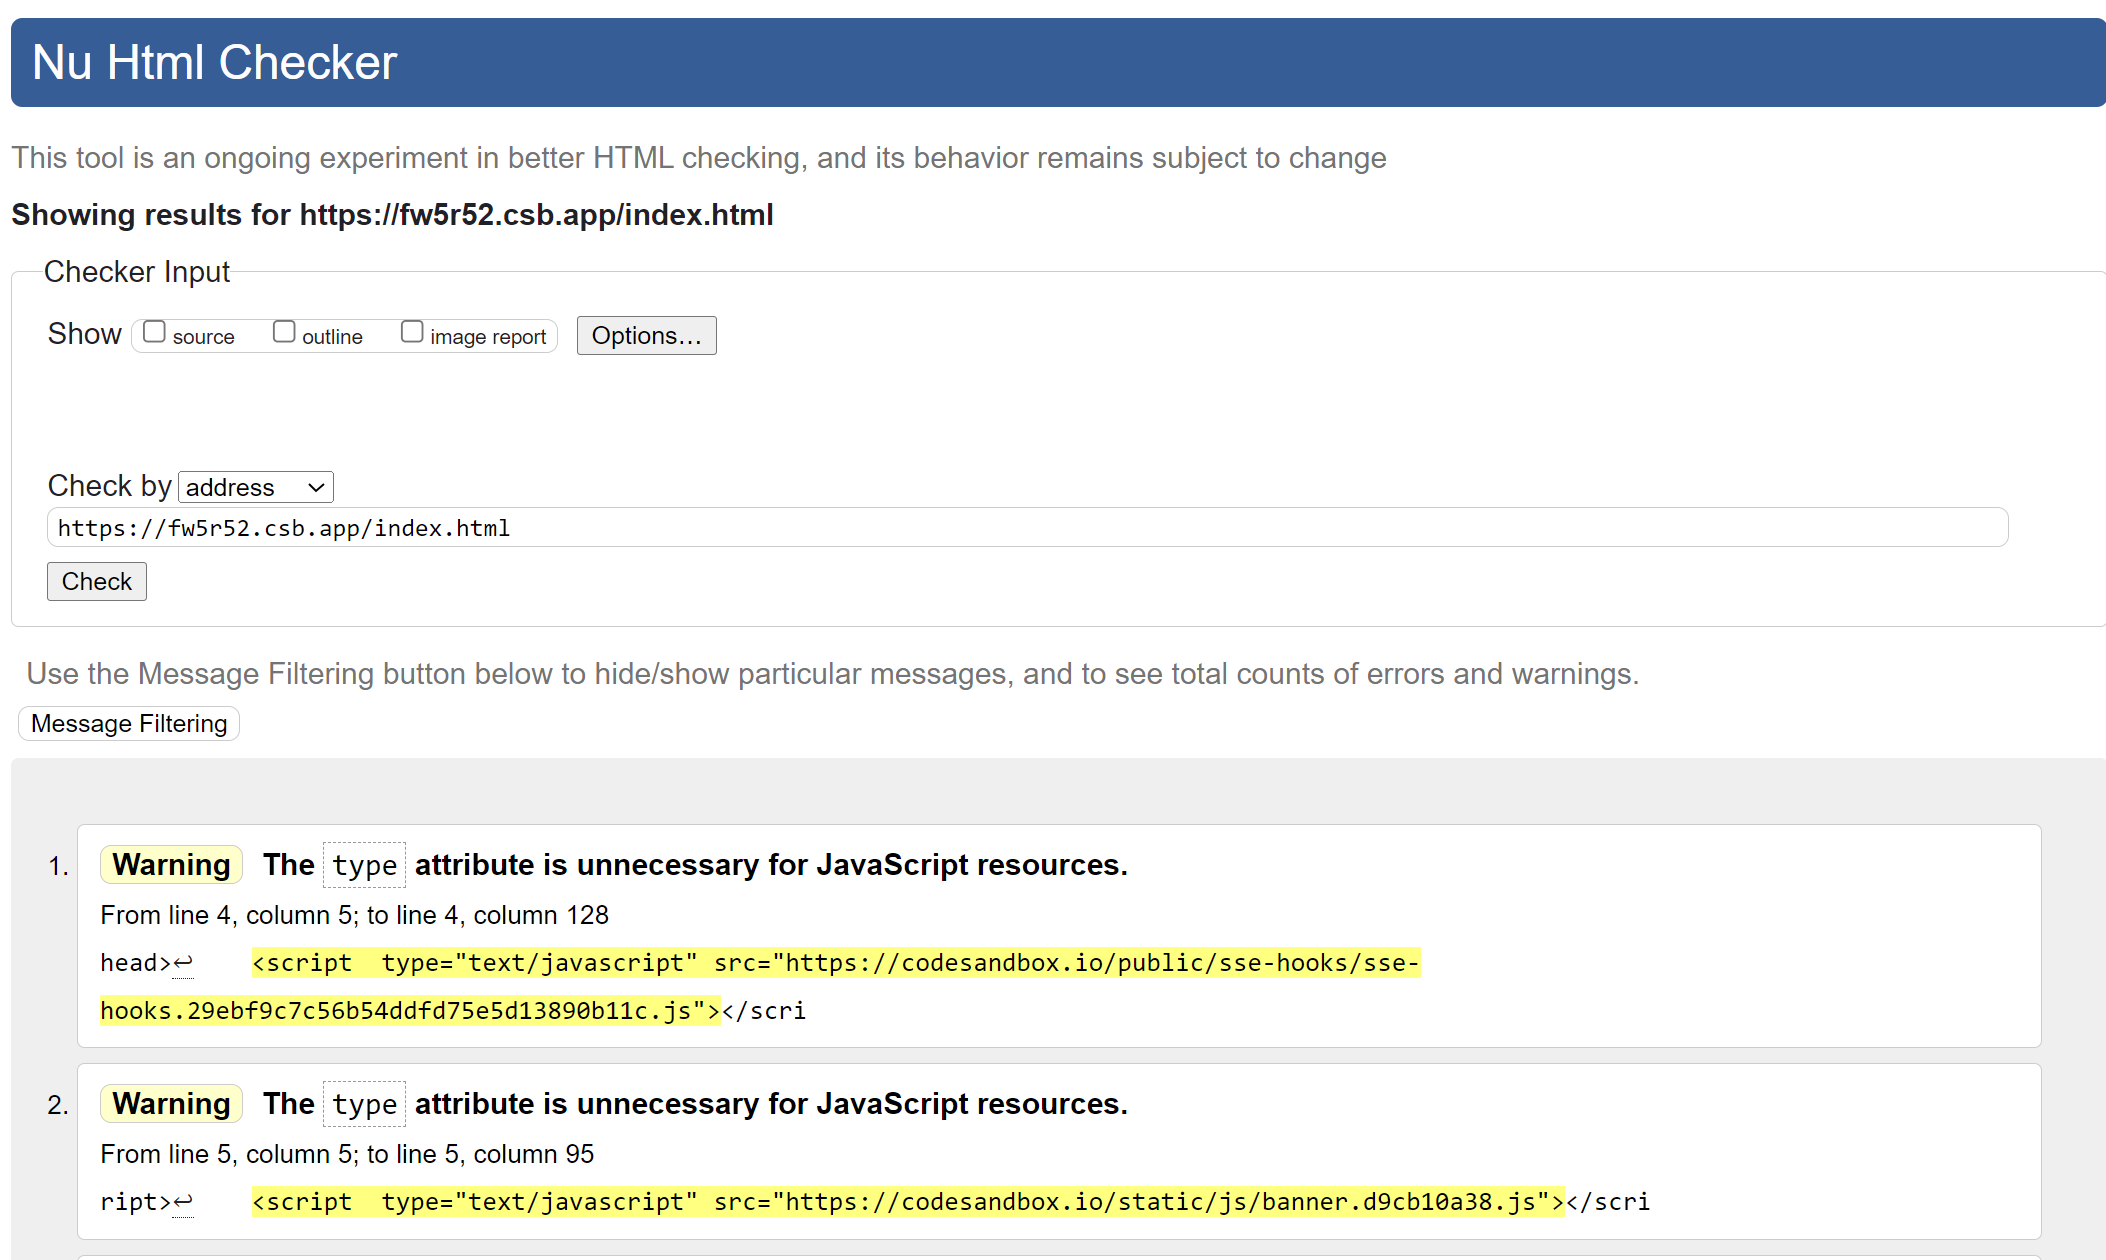 Nu Html Checker
This tool is an ongoing experiment in better HTML checking, and its behavior remains subject to change
Showing results for https://fw5r52.csb.app/index.html
Checker Input
Show source outline image report Options...
Check by address
https://fw5r52.csb.app/index.html
Check
Use the Message Filtering button below to hide/show particular messages, and to see total counts of errors and warnings.
Message Filtering
1. Warning The type attribute is unnecessary for JavaScript resources.
From line 4, column 5; to line 4, column 128
head>↩ <script  type="text/javascript" src="https://codesandbox.io/public/sse-hooks/sse-
hooks.29ebf9c7c56b54ddfd75e5d13890b11c.js"></scri
2. Warning The type attribute is unnecessary for JavaScript resources.
From line 5, column 5; to line 5, column 95
ript>↩ <script  type="text/javascript" src="https://codesandbox.io/static/js/banner.d9cb10a38.js"></scri